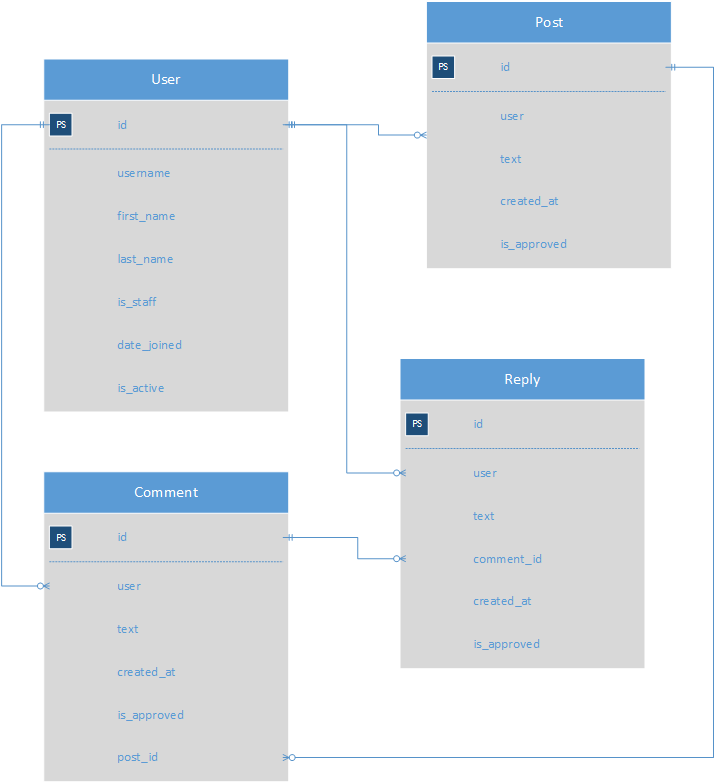 Post
PS id
user
text
created_at
is_approved
User
PS id
username
first_name
last_name
is_staff
date_joined
is_active
Reply
PS id
user
text
comment_id
created_at
is_approved
Comment
PS id
user
text
created_at
is_approved
post_id